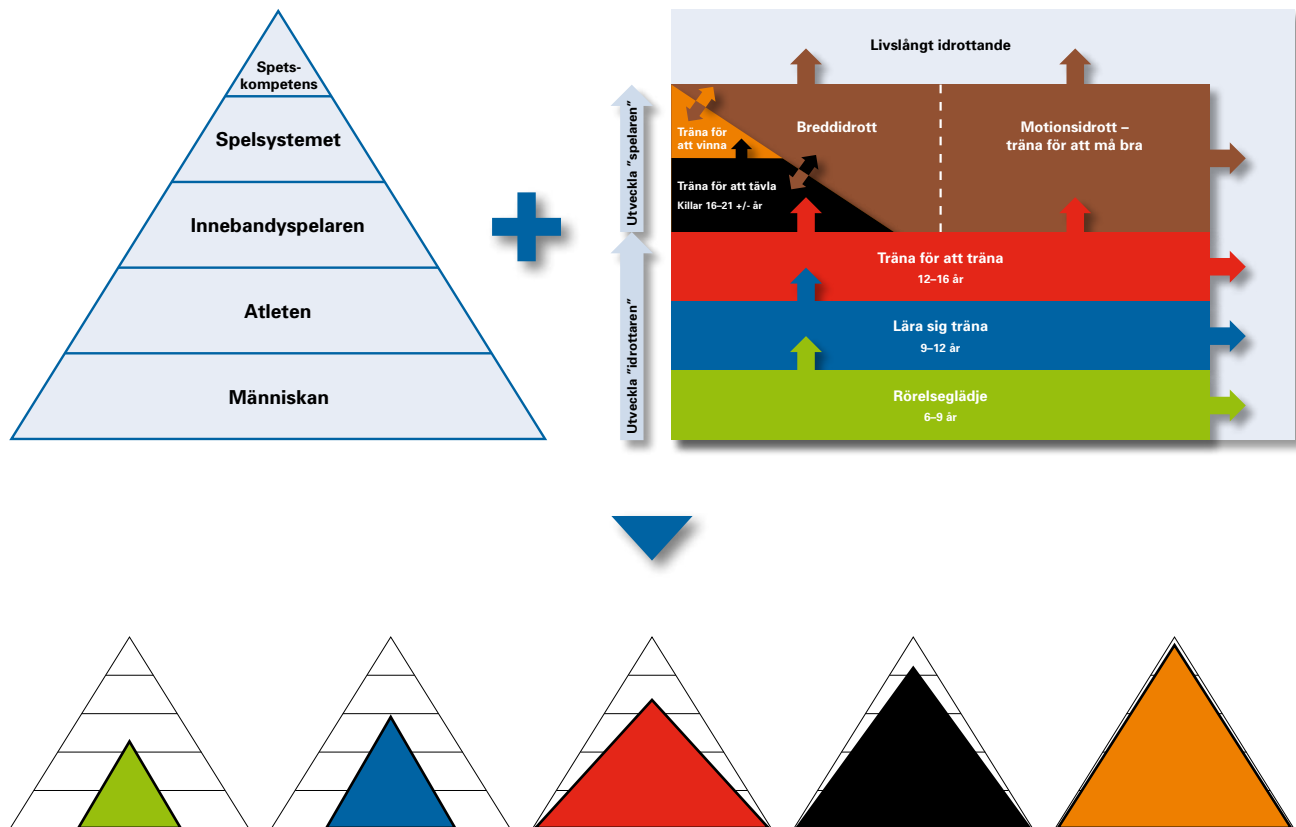 Spets-
kompetens
Spelsystemet
Innebandyspelaren
Atleten
Människan
Utveckla ”spelaren”
Utveckla ”idrottaren”
Livslångt idrottande
Träna för
att vinna
Breddidrott
Motionsidrott –
träna för att må bra
Träna för att tävla
Killar 16–21 +/- år
Träna för att träna
12–16 år
Lära sig träna
9–12 år
Rörelseglädje
6–9 år